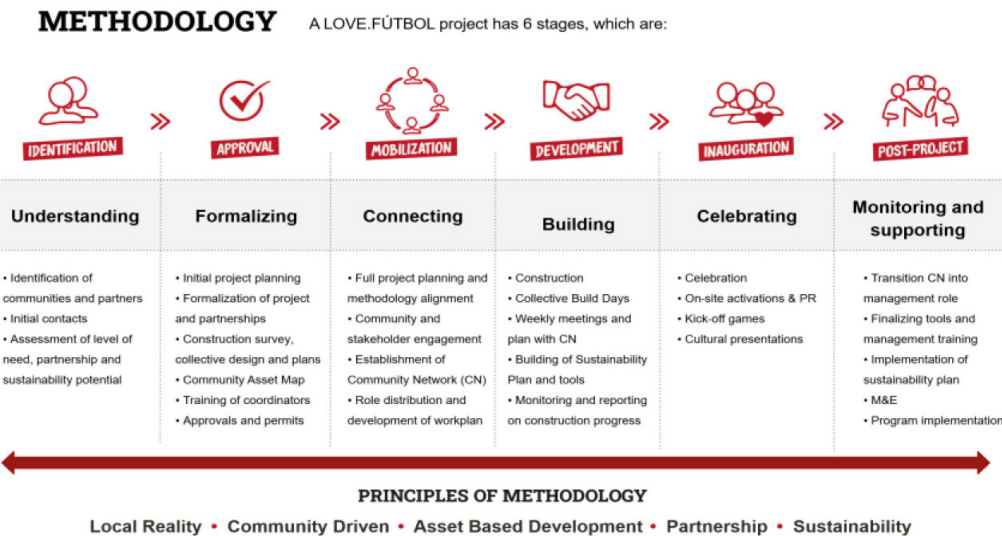 METHODOLOGY
A LOVE.FÚTBOL project has 6 stages, which are:
IDENTIFICATION
APPROVAL
MOBILIZATION
DEVELOPMENT
INAUGURATION
POST-PROJECT
Understanding
Formalizing
Connecting
Building
Celebrating
Monitoring and
supporting
• Identification of
communities and partners
• Initial contacts
• Assessment of level of
need, partnership and
sustainability potential
• Initial project planning
• Formalization of project
and partnerships
• Construction survey,
collective design and plans
• Community Asset Map
• Training of coordinators
• Approvals and permits
• Full project planning and
methodology alignment
• Community and
stakeholder engagement
• Establishment of
Community Network (CN)
• Role distribution and
development of workplan
• Construction
• Collective Build Days
• Weekly meetings and
plan with CN
• Building of Sustainability
Plan and tools
• Monitoring and reporting
on construction progress
• Celebration
• On-site activations & PR
• Kick-off games
• Cultural presentations
• Transition CN into
management role
• Finalizing tools and
management training
• Implementation of
sustainability plan
• M&E
• Program implementation
PRINCIPLES OF METHODOLOGY
Local Reality • Community Driven • Asset Based Development • Partnership • Sustainability